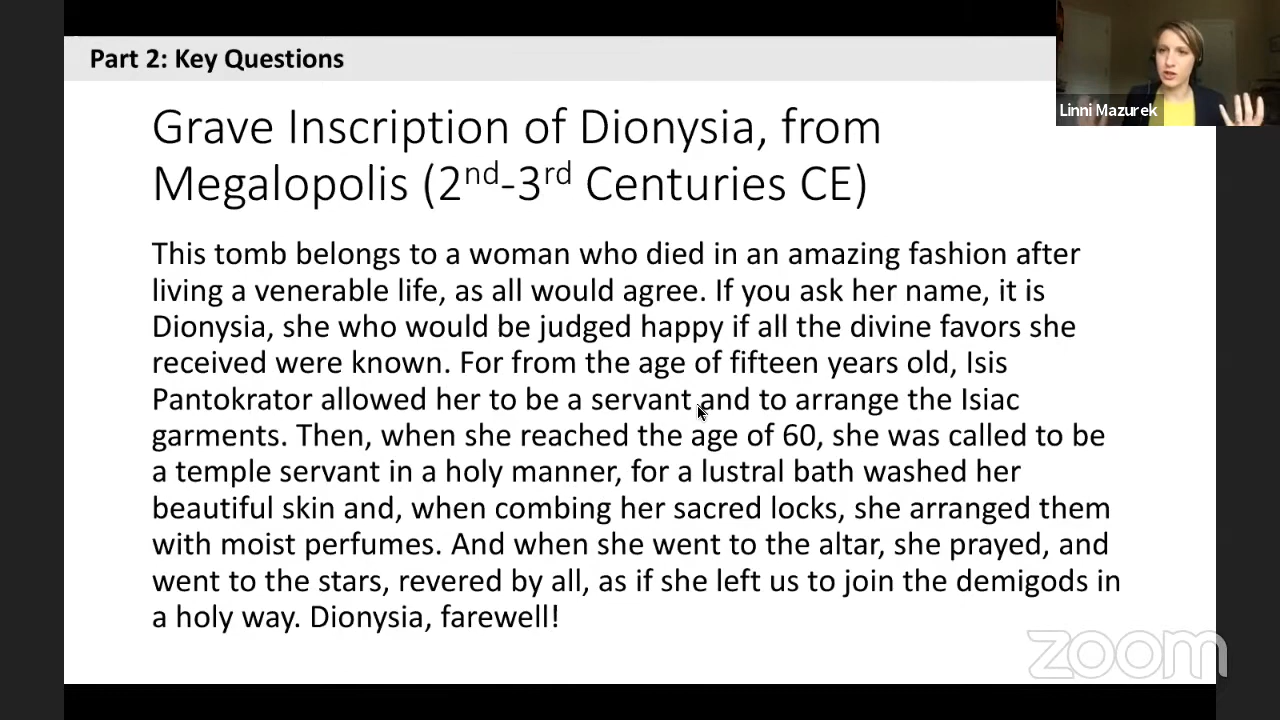 Part 2: Key Questions
Linni Mazurek
Grave Inscription of Dionysia, from
Megalopolis (2nd-3rd Centuries CE)
This tomb belongs to a woman who died in an amazing fashion after
living a venerable life, as all would agree. If you ask her name, it is
Dionysia, she who would be judged happy if all the divine favors she
received were known. For from the age of fifteen years old, Isis
Pantokrator allowed her to be a servant and to arrange the Isiac
garments. Then, when she reached the age of 60, she was called to be
a temple servant in a holy manner, for a lustral bath washed her
beautiful skin and, when combing her sacred locks, she arranged them
with moist perfumes. And when she went to the altar, she prayed, and
went to the stars, revered by all, as if she left us to join the demigods in
a holy way. Dionysia, farewell!
zoom